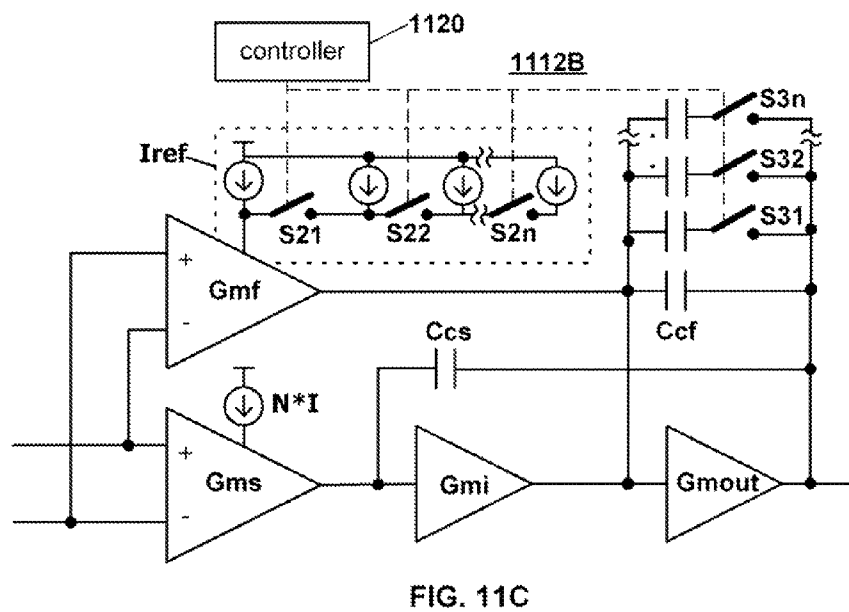 controller
1120
1112B
S3n
Iref
S32
S21
S22
S2n
S31
+
Gmf
-
Ccf
Ccs
N*I
+
Gms
-
Gmi
Gmout
FIG. 11C